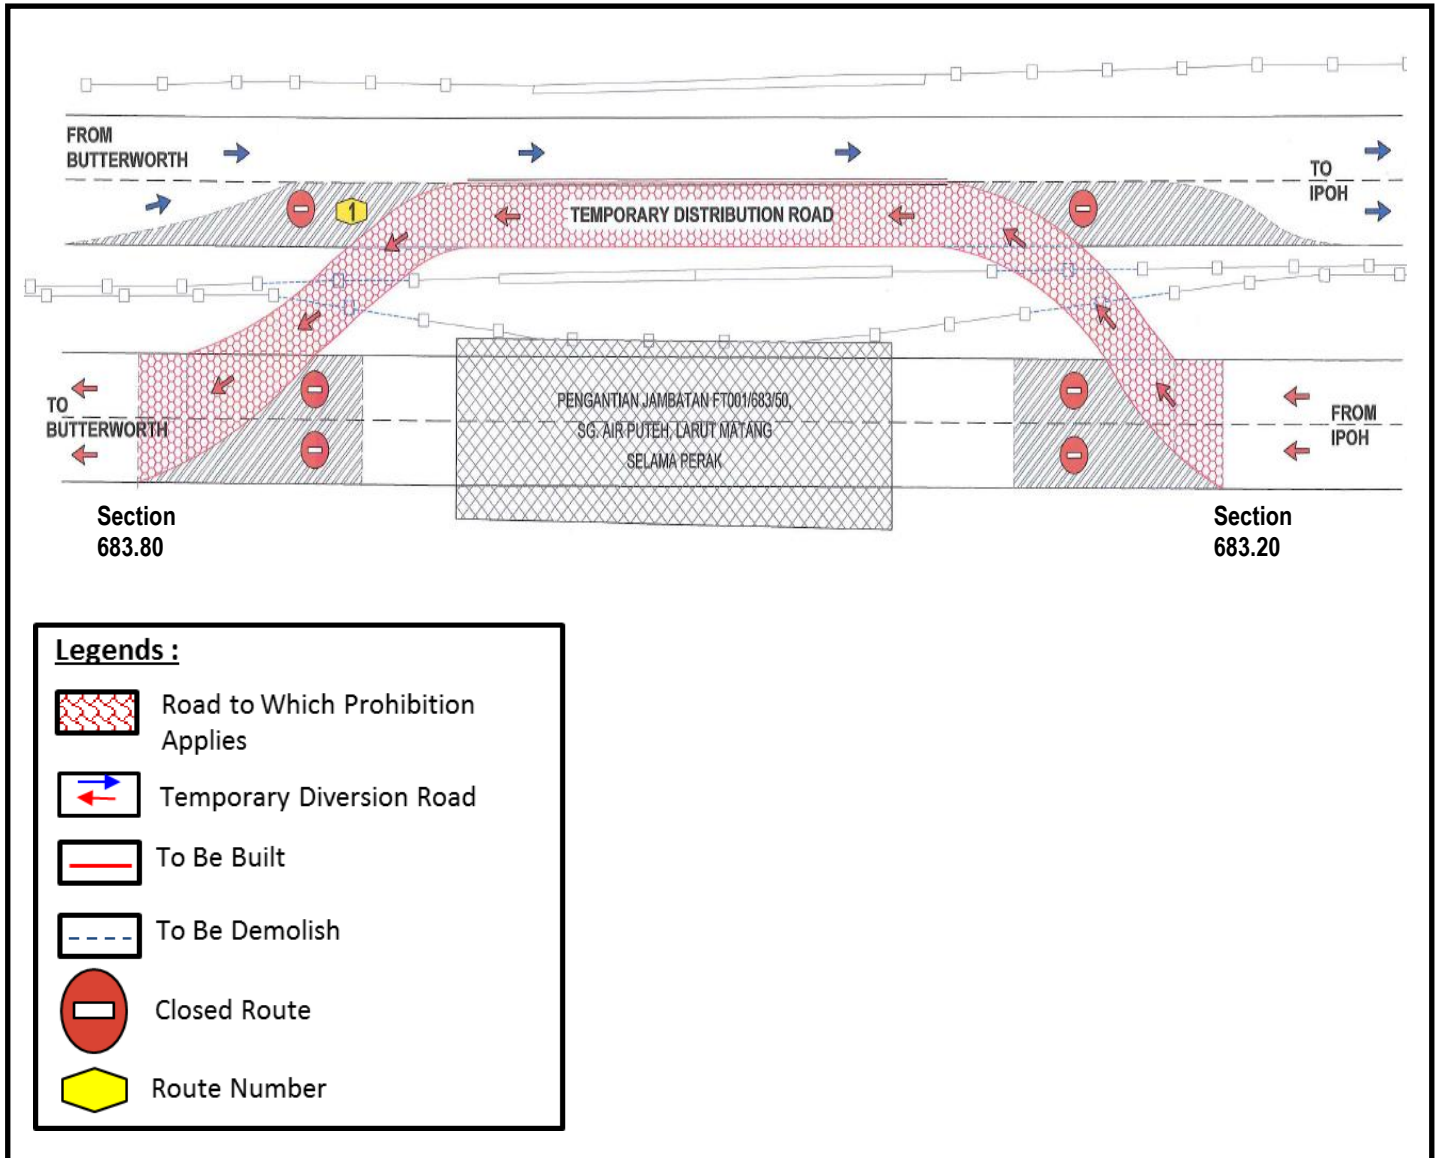 FROM
BUTTERWORTH
TO
IPOH
1
TEMPORARY DISTRIBUTION ROAD
PENGANTIAN JAMBATAN FT001/683/50,
SG. AIR PUTEH, LARUT MATANG
SELAMA PERAK
TO
BUTTERWORTH
FROM
IPOH
Section
683.80
Section
683.20
Legends :
Road to Which Prohibition
Applies
Temporary Diversion Road
To Be Built
To Be Demolish
Closed Route
Route Number